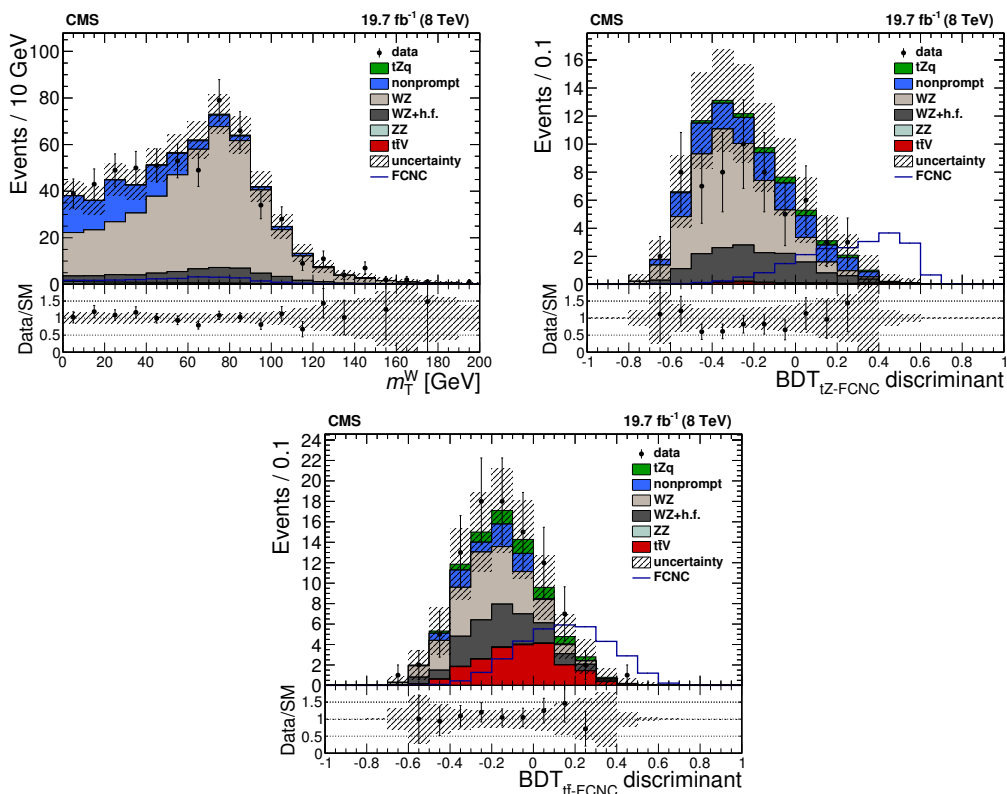 CMS 19.7 fb⁻¹ (8 TeV)
Events / 10 GeV
100
80
60
40
20
0
data
tZq
nonprompt
WZ
WZ+h.f.
ZZ
tt̄V
uncertainty
FCNC
Data/SM
1.5
1
0.5
0 20 40 60 80 100 120 140 160 180 200
m_T^W [GeV]
CMS 19.7 fb⁻¹ (8 TeV)
Events / 0.1
16
14
12
10
8
6
4
2
0
data
tZq
nonprompt
WZ
WZ+h.f.
ZZ
tt̄V
uncertainty
FCNC
Data/SM
1.5
1
0.5
0
-1 -0.8 -0.6 -0.4 -0.2 0 0.2 0.4 0.6 0.8 1
BDT_tZ-FCNC discriminant
CMS 19.7 fb⁻¹ (8 TeV)
Events / 0.1
24
22
20
18
16
14
12
10
8
6
4
2
0
data
tZq
nonprompt
WZ
WZ+h.f.
ZZ
tt̄V
uncertainty
FCNC
Data/SM
1.5
1
0.5
0
-1 -0.8 -0.6 -0.4 -0.2 0 0.2 0.4 0.6 0.8 1
BDT_tt̄-FCNC discriminant